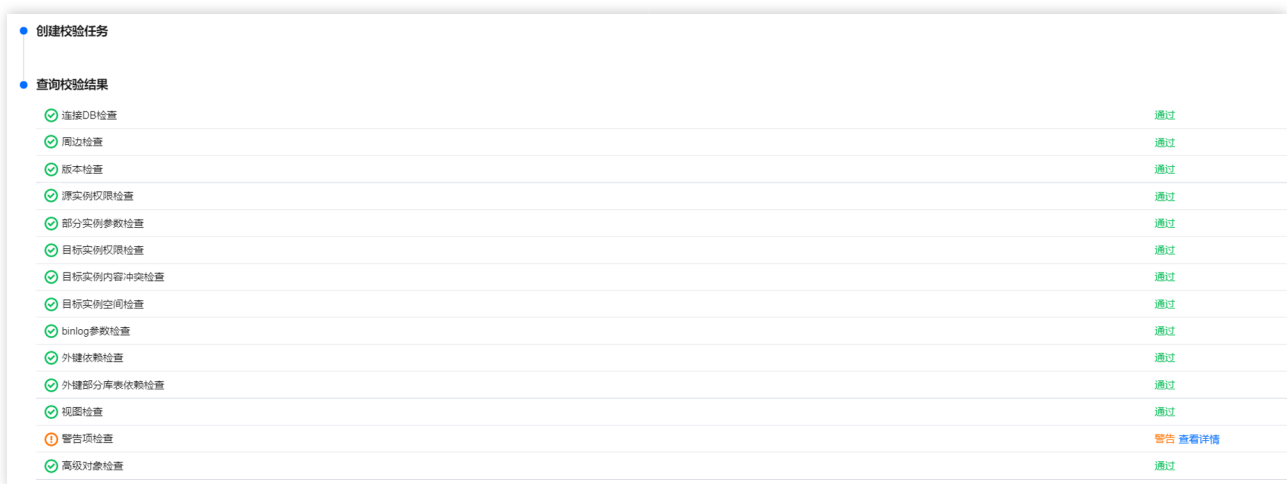 创建校验任务
查询校验结果
连接DB检查 通过
周边检查 通过
版本检查 通过
源实例权限检查 通过
部分实例参数检查 通过
目标实例权限检查 通过
目标实例内容冲突检查 通过
目标实例空间检查 通过
binlog参数检查 通过
外键依赖检查 通过
外键部分库表依赖检查 通过
视图检查 通过
警告项检查 警告 查看详情
高级对象检查 通过